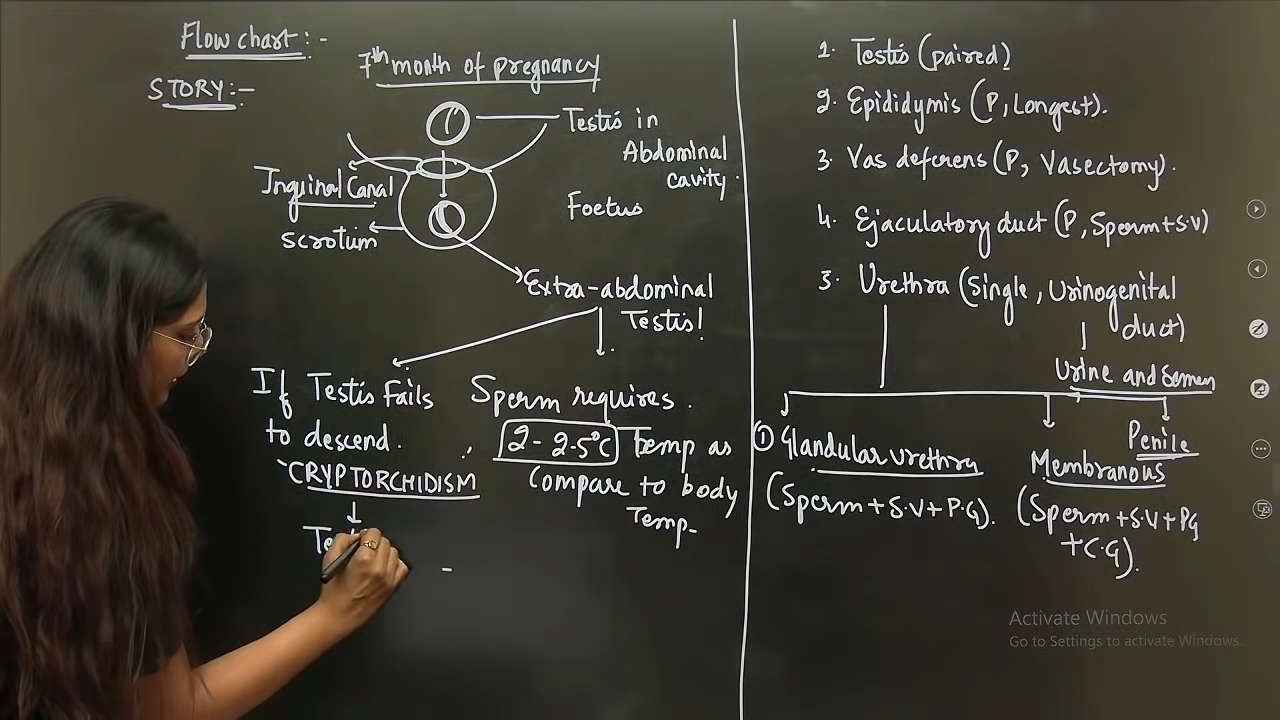 Flow chart :-
STORY :-
7th month of pregnancy
Testis in
Abdominal
cavity.
Inguinal Canal
Scrotum
Foetus
Extra-abdominal
Testis!
If Testis Fails
to descend.
"CRYPTORCHIDISM
Sperm requires.
2- 2.5°C Temp as
Compare to body
Temp-
1. Testis (paired)
2. Epididymis (P, Longest).
3. Vas deferens (P, Vasectomy).
4. Ejaculatory duct (P, Sperm+S.V)
3. Urethra (Single, Urinogenital
duct)
Urine and Semen
① Glandular urethra
(Sperm+S.V+P.G).
Membranous
(Sperm+S.V+PG
+C.G).
Penile
Activate Windows
Go to Settings to activate Windows.